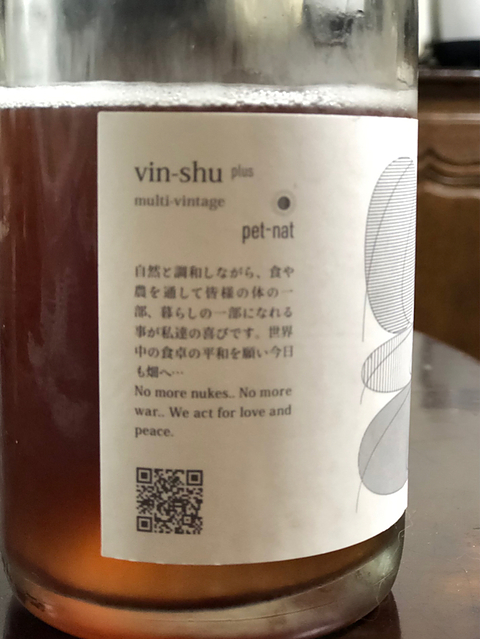 vin-shu plus
multi-vintage
pet-nat
自然と調和しながら、食や
農を通して皆様の体の一
部、暮らしの一部になれる
事が私達の喜びです。世界
中の食卓の平和を願い今日
も畑へ…
No more nukes.. No more
war.. We act for love and
peace.